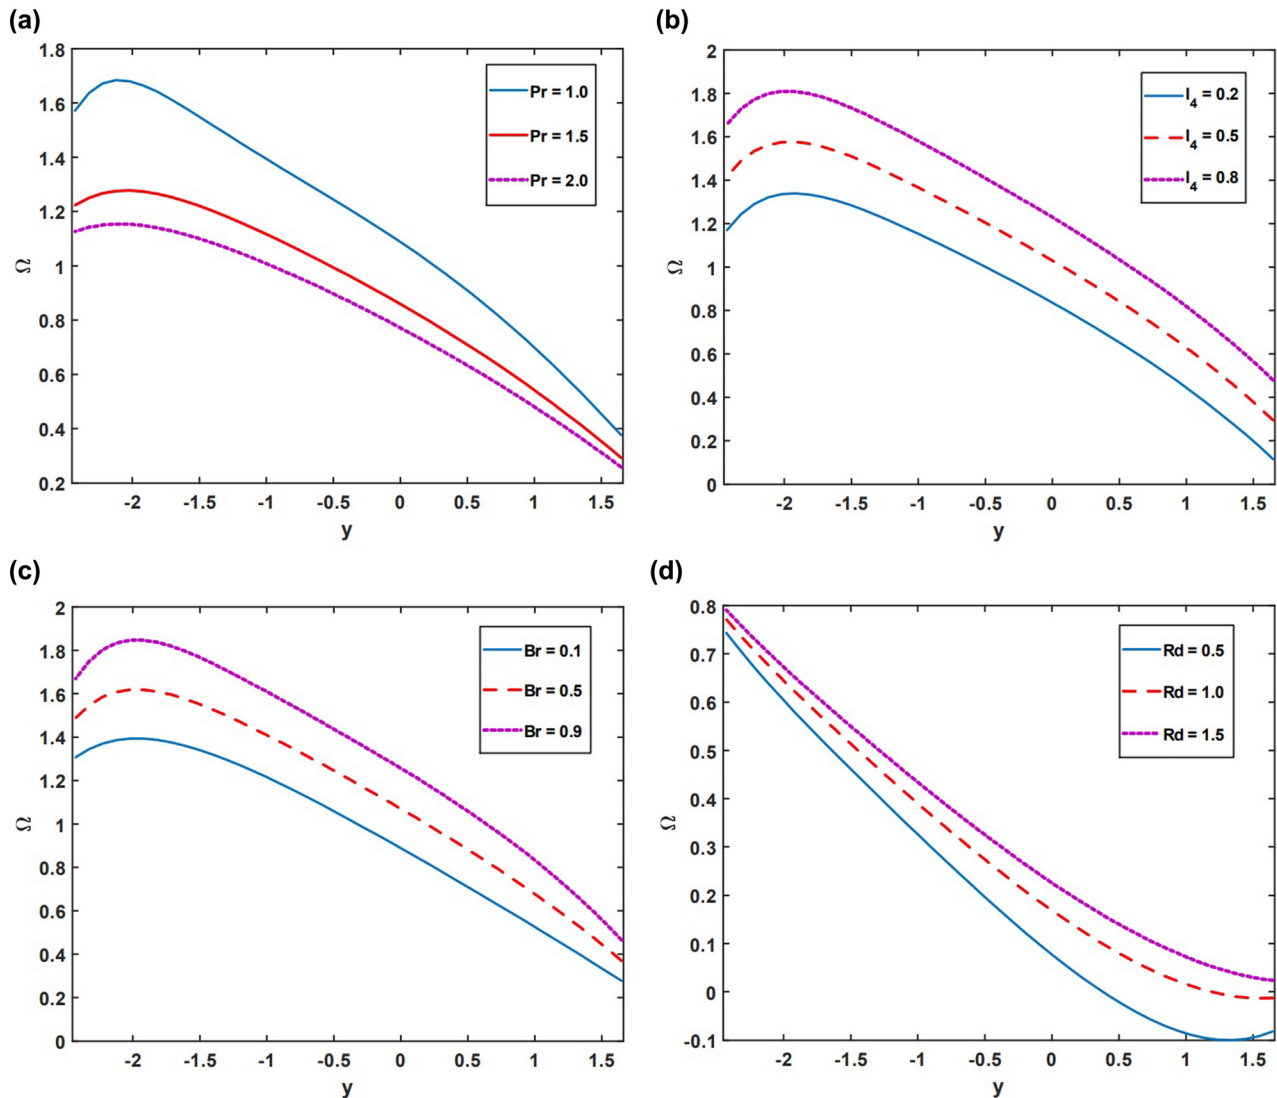 (a)
1.8
1.6
1.4
1.2
1
0.8
0.6
0.4
0.2
Ω
-2 -1.5 -1 -0.5 0 0.5 1 1.5
y
Pr = 1.0
Pr = 1.5
Pr = 2.0
(b)
2
1.8
1.6
1.4
1.2
1
0.8
0.6
0.4
0.2
0
Ω
-2 -1.5 -1 -0.5 0 0.5 1 1.5
y
I4 = 0.2
I4 = 0.5
I4 = 0.8
(c)
2
1.8
1.6
1.4
1.2
1
0.8
0.6
0.4
0.2
0
Ω
-2 -1.5 -1 -0.5 0 0.5 1 1.5
y
Br = 0.1
Br = 0.5
Br = 0.9
(d)
0.8
0.7
0.6
0.5
0.4
0.3
0.2
0.1
0
-0.1
Ω
-2 -1.5 -1 -0.5 0 0.5 1 1.5
y
Rd = 0.5
Rd = 1.0
Rd = 1.5